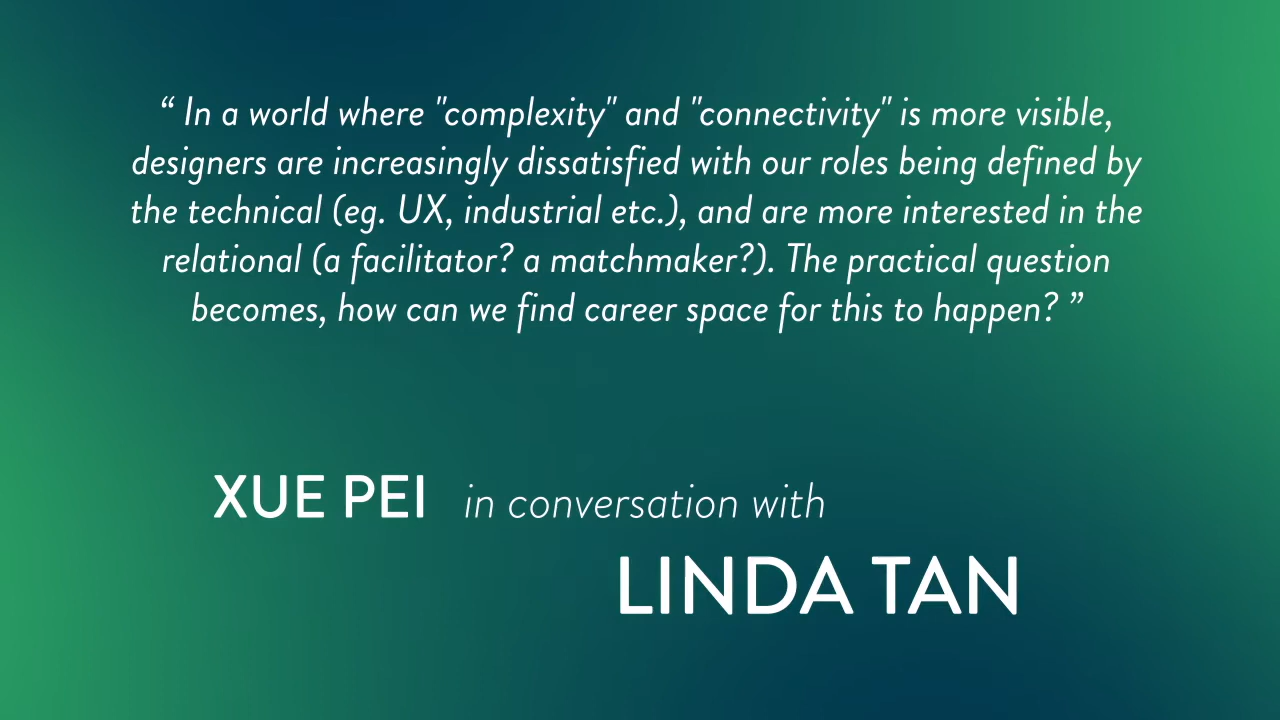 “ In a world where "complexity" and "connectivity" is more visible,
designers are increasingly dissatisfied with our roles being defined by
the technical (eg. UX, industrial etc.), and are more interested in the
relational (a facilitator? a matchmaker?). The practical question
becomes, how can we find career space for this to happen? ”
XUE PEI in conversation with
LINDA TAN